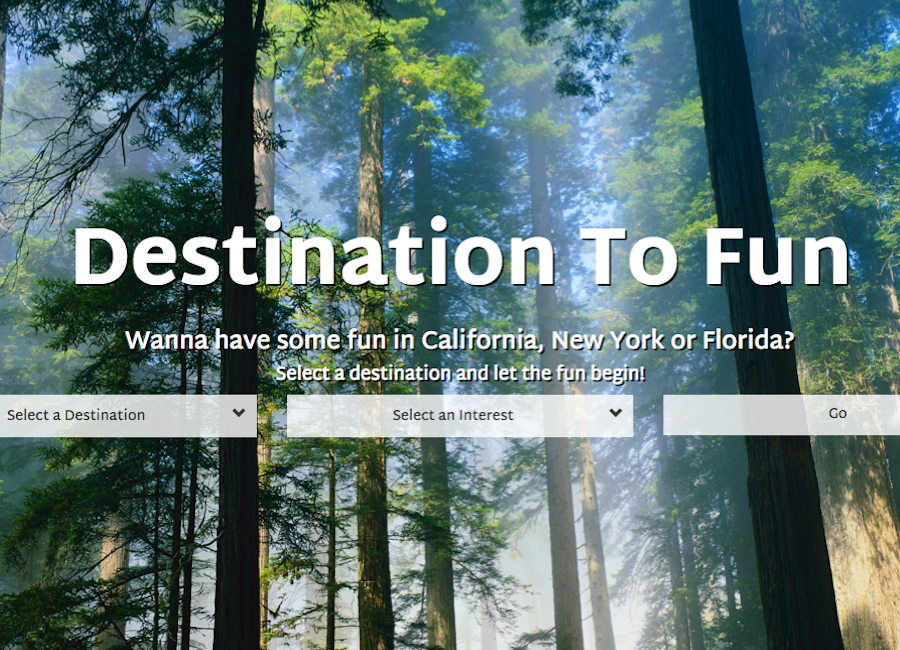 Destination To Fun
Wanna have some fun in California, New York or Florida?
Select a destination and let the fun begin!
Select a Destination
Select an Interest
Go